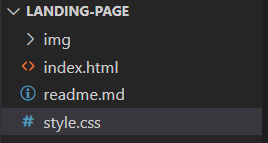 LANDING-PAGE
img
index.html
readme.md
# style.css